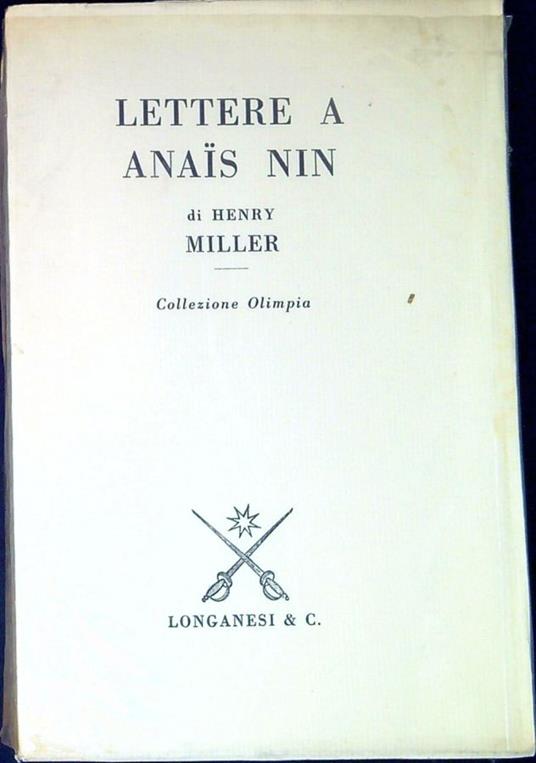 LETTERE A
ANAÏS NIN
di HENRY
MILLER
Collezione Olimpia
LONGANESI & C.